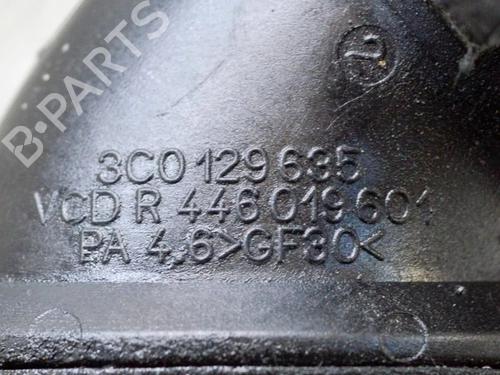 B-PARTS
3C0 129 635
VCD R 446 019 601
PA 4.6>GF30<